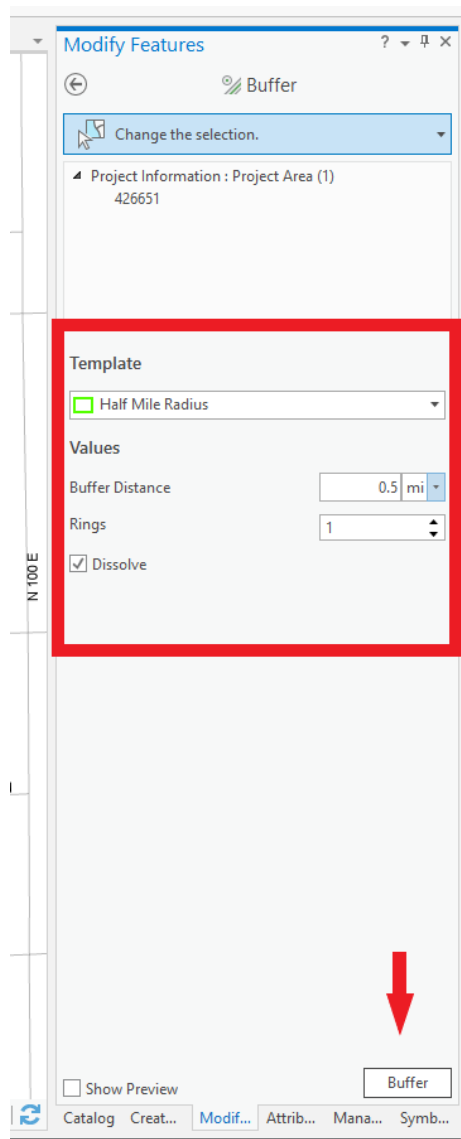 Modify Features ?
Buffer
Change the selection.
Project Information : Project Area (1)
426651
Template
Half Mile Radius
Values
Buffer Distance 0.5 mi
Rings 1
Dissolve
N 100 E
Show Preview Buffer
Catalog Creat... Modif... Attrib... Mana... Symb...